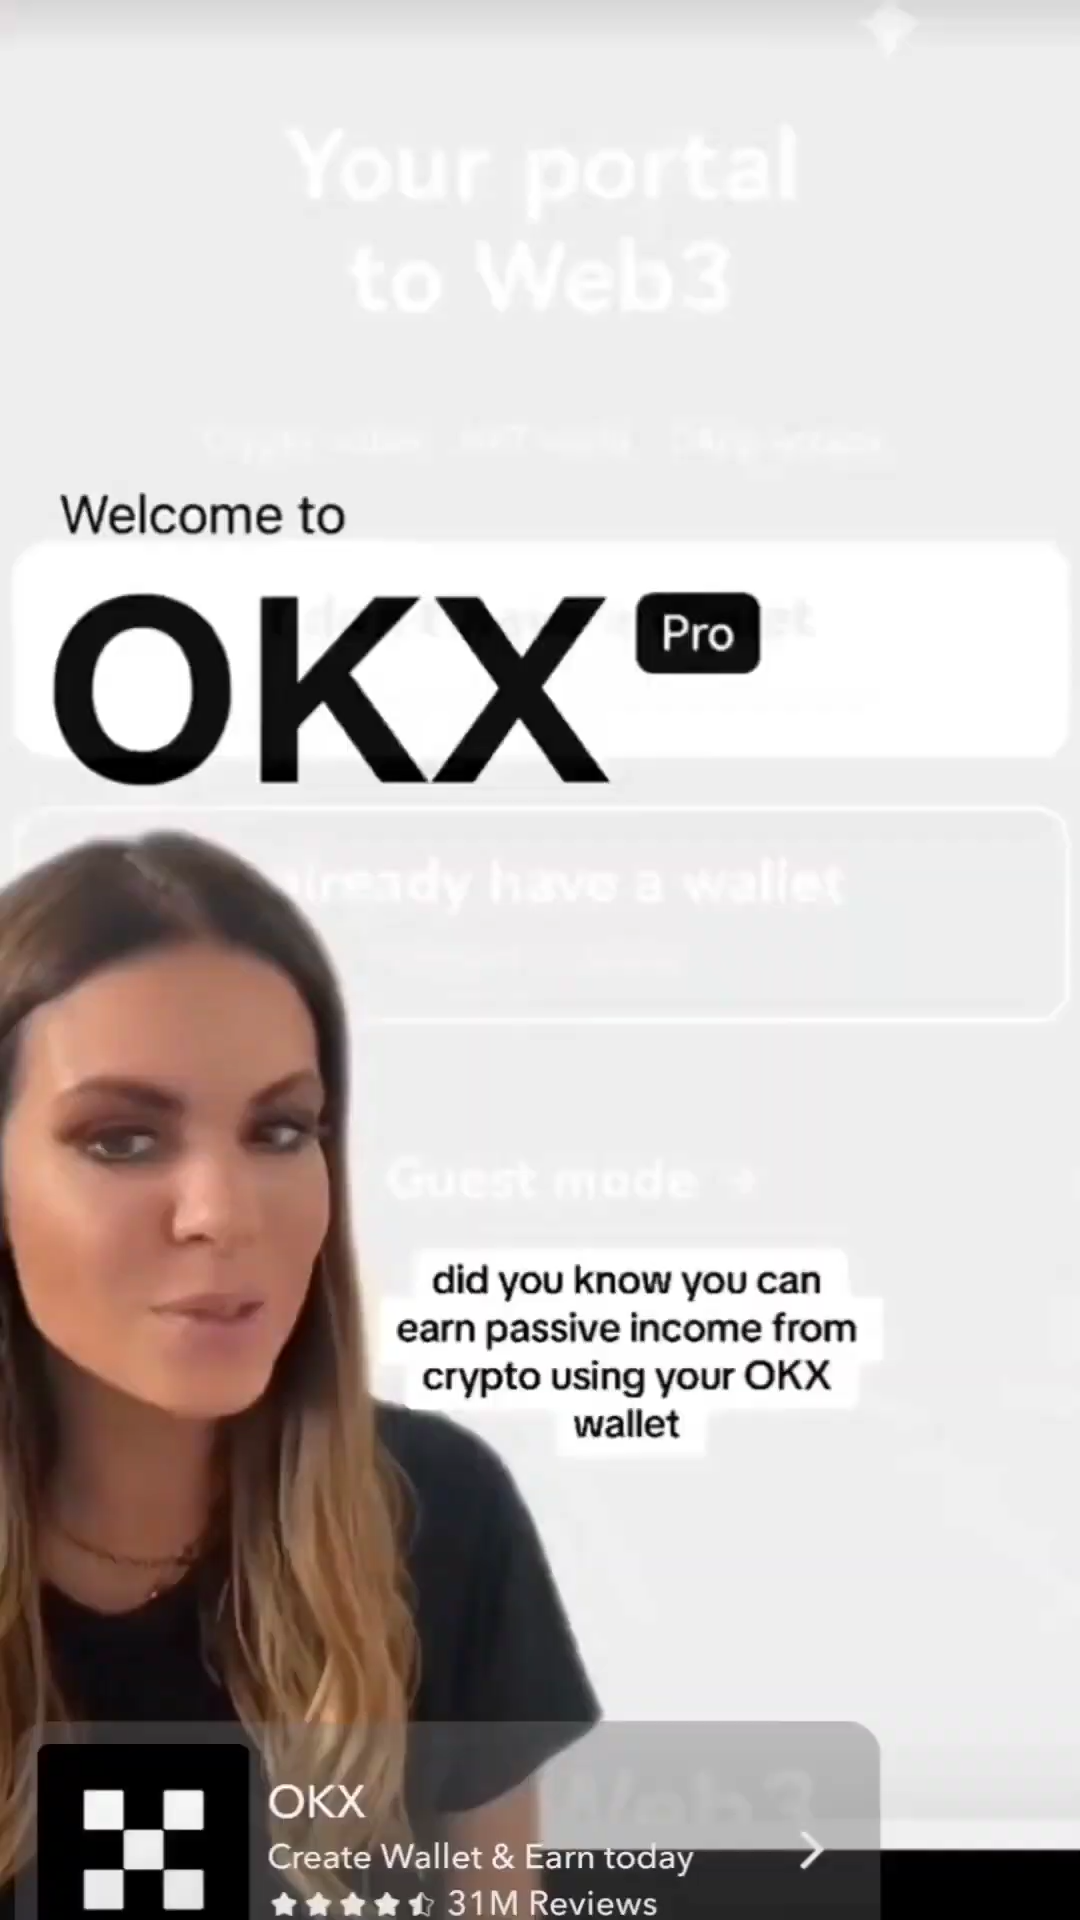 Your portal
to Web3
Welcome to
OKX Pro
already have a wallet
Guest mode →
did you know you can
earn passive income from
crypto using your OKX
wallet
Web3
OKX
Create Wallet & Earn today
31M Reviews